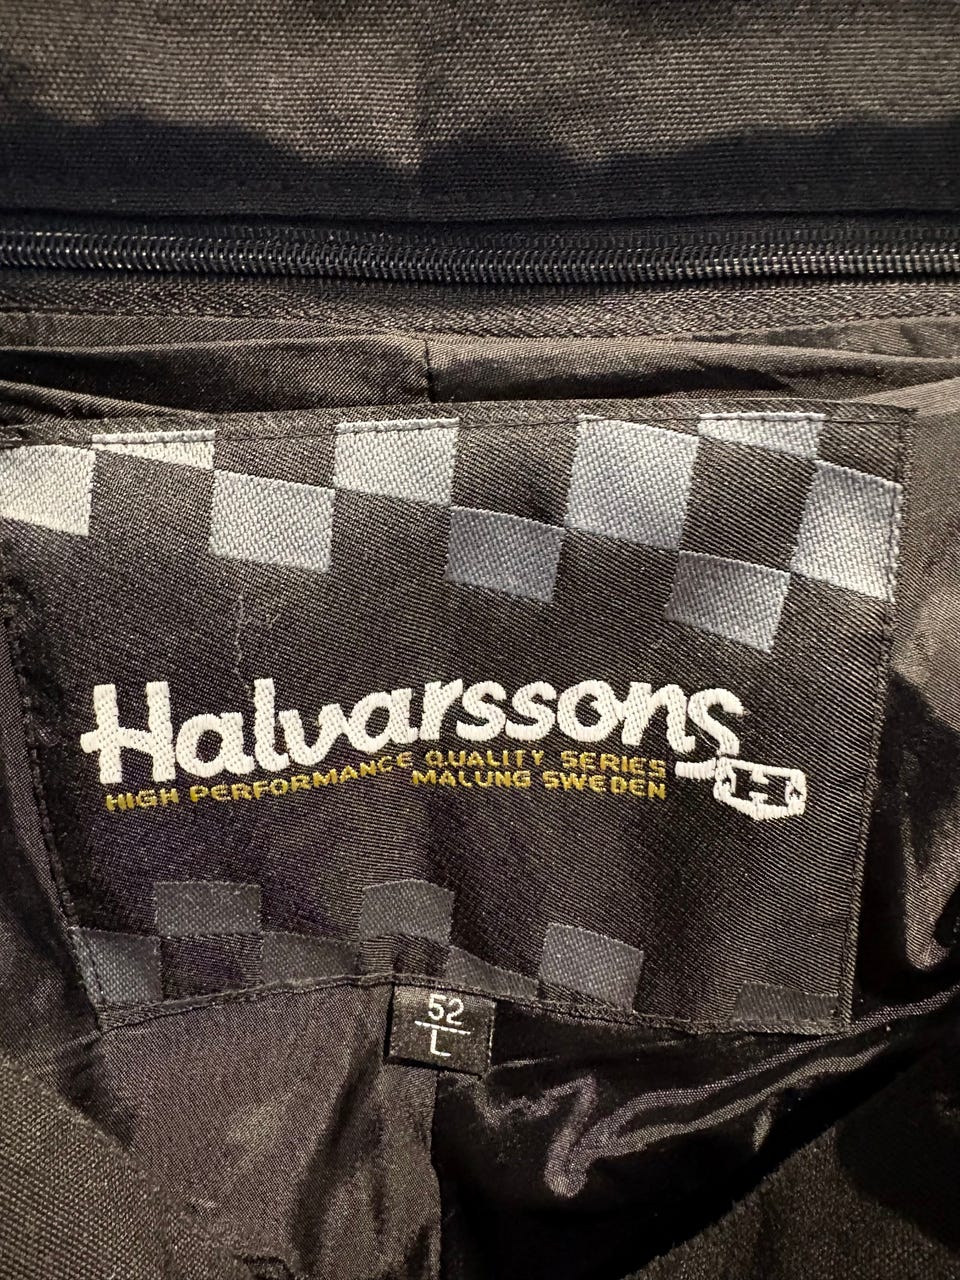 Halvarssons
HIGH PERFORMANCE QUALITY SERIES
MALUNG SWEDEN
H
52
L